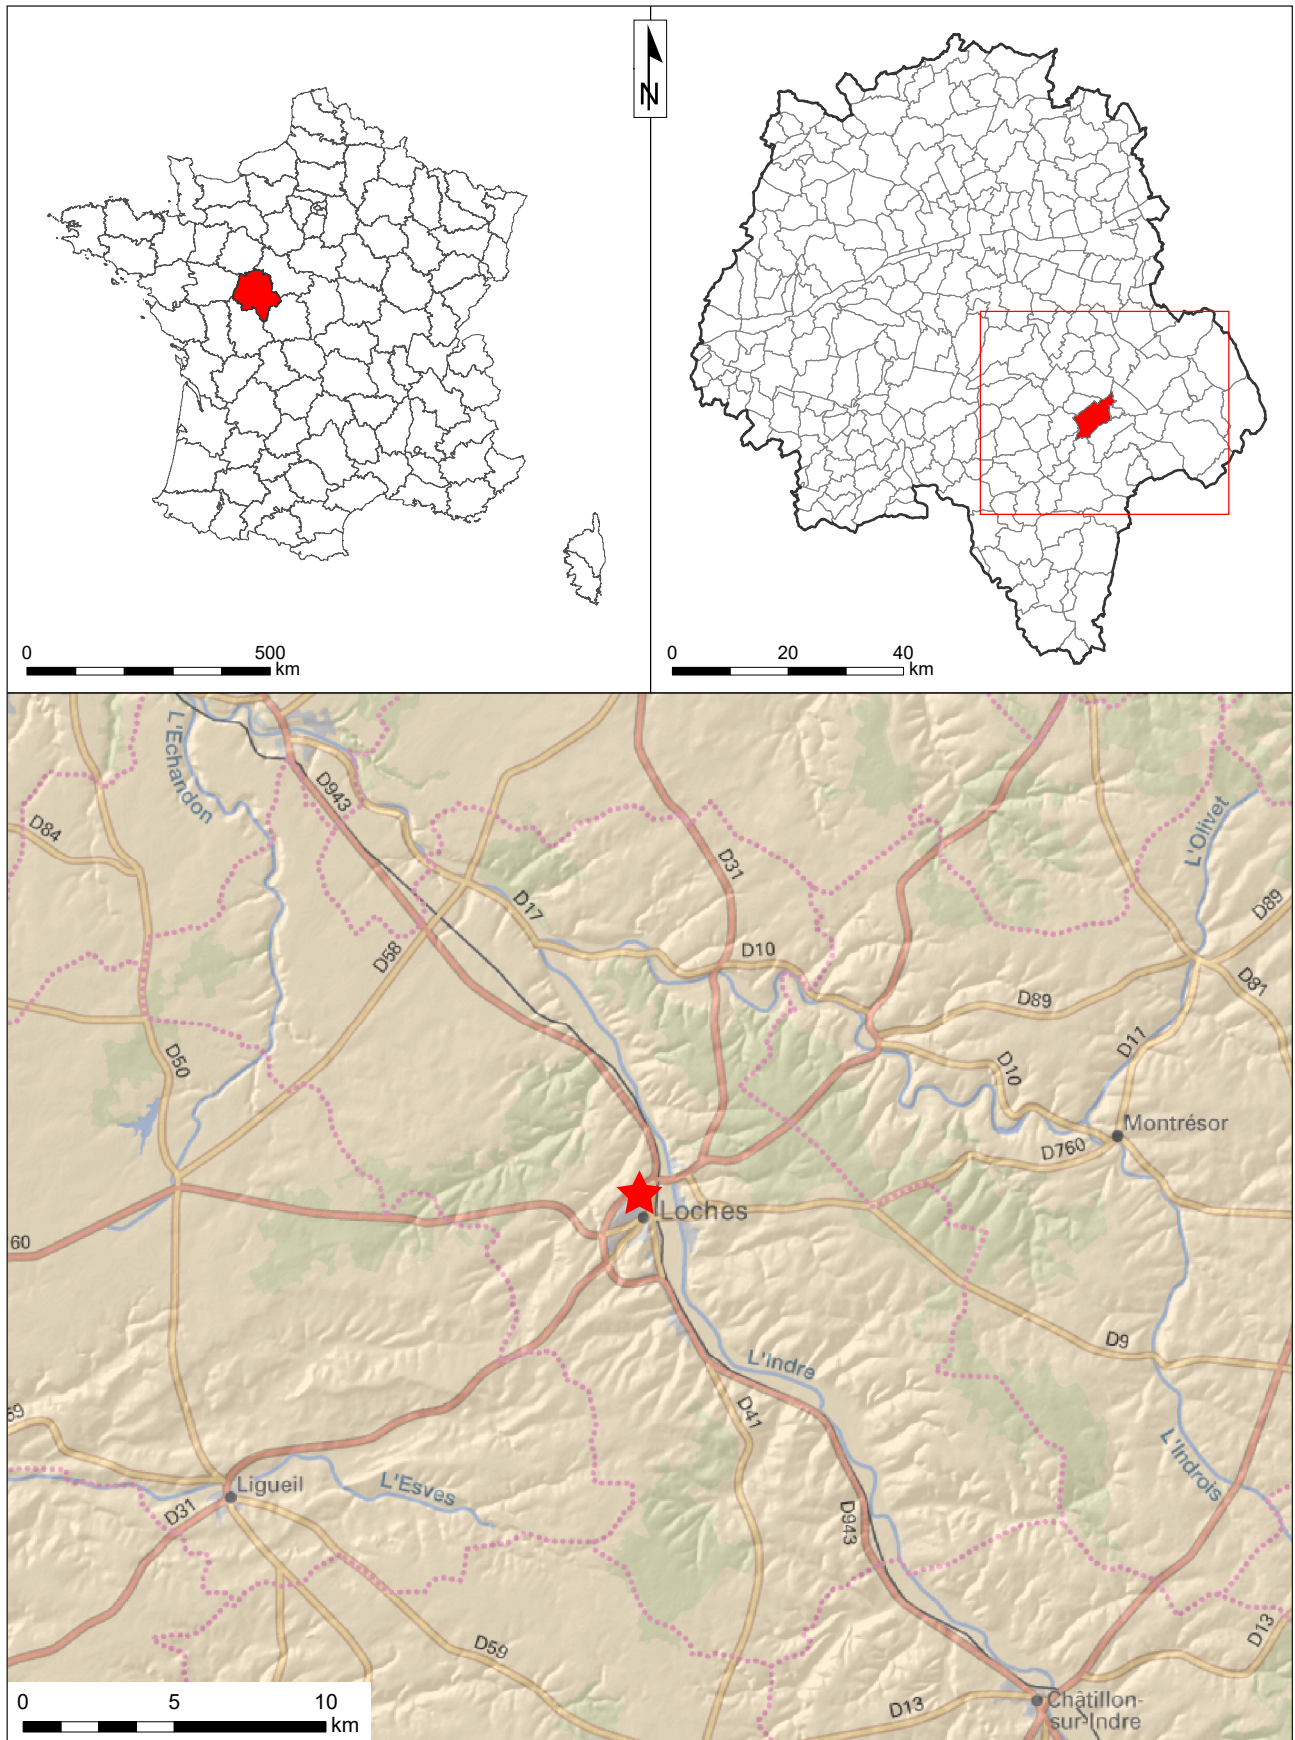 N
0 500 km
0 20 40 km
L'Echandon
D943
D84
D31
L'Olivet
D17
D89
D58
D10
D81
D89
D50
D11
D10
Montrésor
D760
Loches
60
D9
L'Indre
D41
59
L'Indrois
Ligueil
L'Esves
D31
D943
D59
D13
D13
Châtillon-
sur-Indre
0 5 10 km